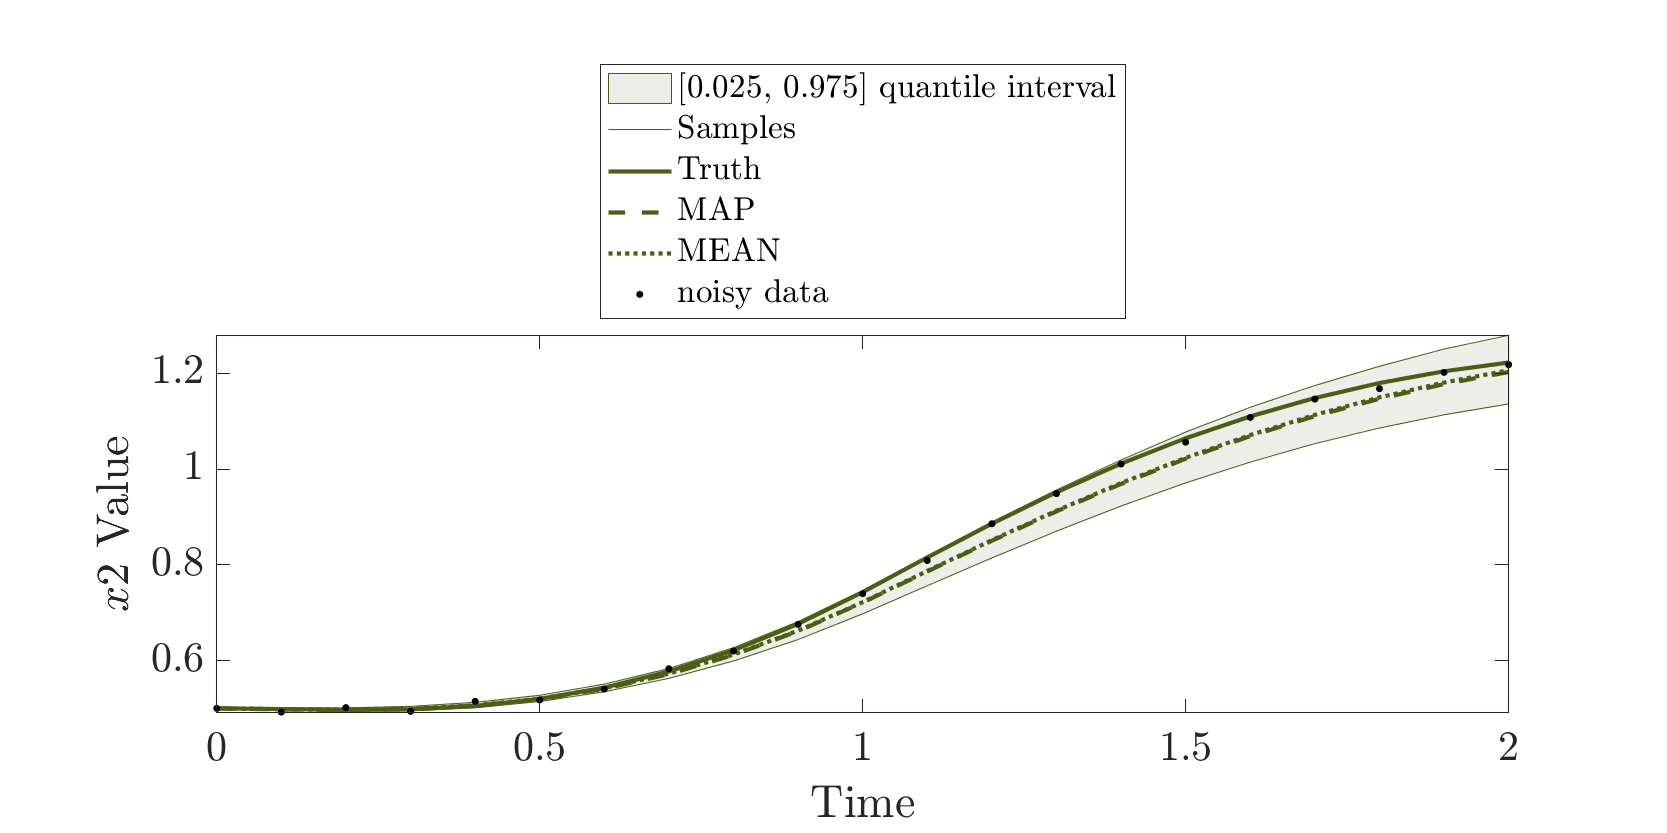 [0.025, 0.975] quantile interval
Samples
Truth
MAP
MEAN
noisy data
1.2
1
0.8
0.6
x2 Value
0 0.5 1 1.5 2
Time